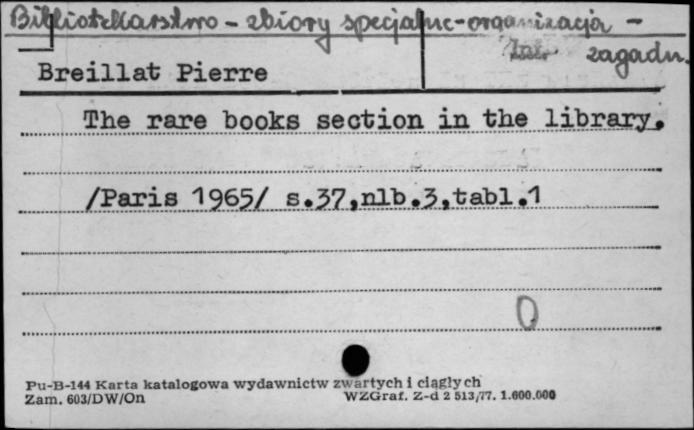 Bibliotekarstwo - zbiory specjalne - organizacja -
zagadn.
Breillat Pierre
The rare books section in the library.
/Paris 1965/ s.37,nlb.3,tabl.1
0
Pu-B-144 Karta katalogowa wydawnictw zwartych i ciągłych
Zam. 603/DW/On WZGraf. Z-d 2 513/77. 1.600.000